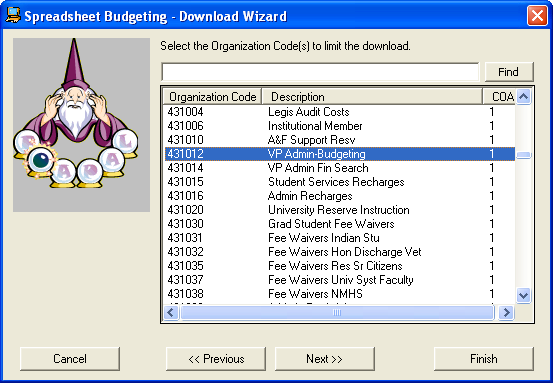 Spreadsheet Budgeting - Download Wizard
Select the Organization Code(s) to limit the download.
Find
Organization Code Description COA
431004 Legis Audit Costs 1
431006 Institutional Member 1
431010 A&F Support Resv 1
431012 VP Admin-Budgeting 1
431014 VP Admin Fin Search 1
431015 Student Services Recharges 1
431016 Admin Recharges 1
431020 University Reserve Instruction 1
431030 Grad Student Fee Waivers 1
431031 Fee Waivers Indian Stu 1
431032 Fee Waivers Hon Discharge Vet 1
431035 Fee Waivers Res Sr Citizens 1
431037 Fee Waivers Univ Syst Faculty 1
431038 Fee Waivers NMHS 1
F O A P A L
Cancel << Previous Next >> Finish